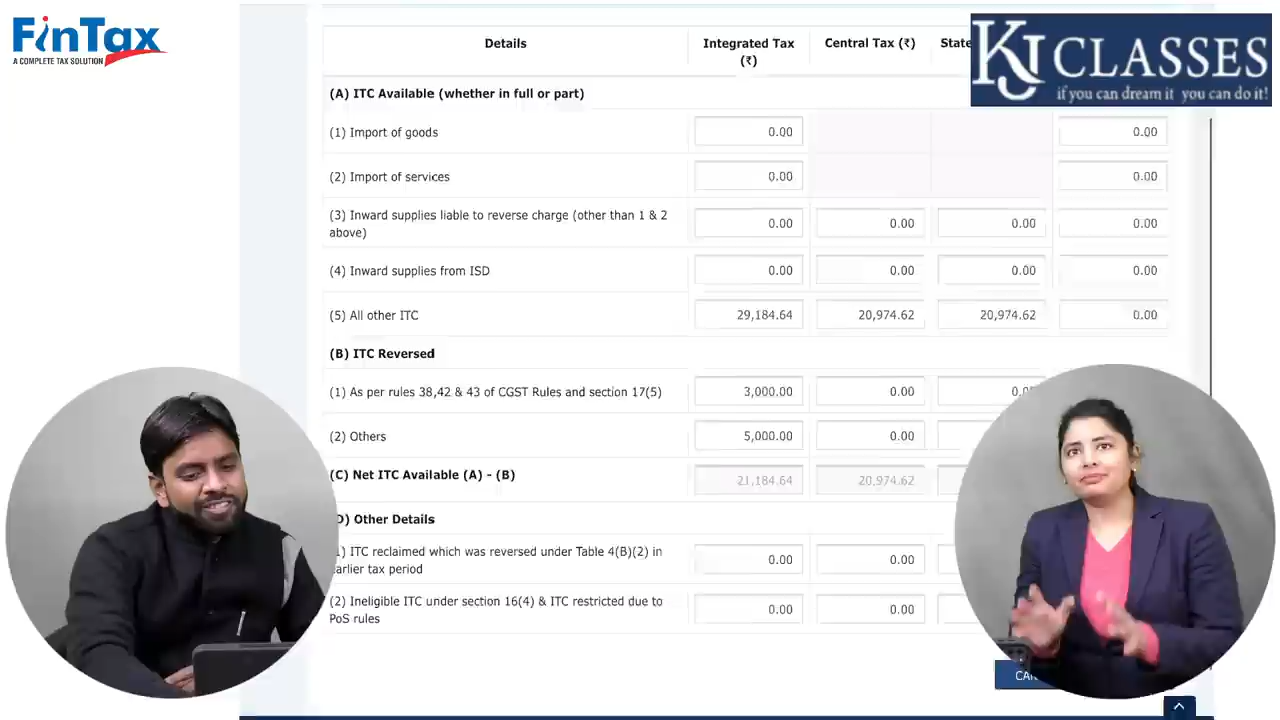 FinTax
A COMPLETE TAX SOLUTION
KJ CLASSES
if you can dream it you can do it!
Details
Integrated Tax
(₹)
Central Tax (₹)
State
(A) ITC Available (whether in full or part)
(1) Import of goods
0.00
0.00
(2) Import of services
0.00
0.00
(3) Inward supplies liable to reverse charge (other than 1 & 2
above)
0.00
0.00
0.00
0.00
(4) Inward supplies from ISD
0.00
0.00
0.00
0.00
(5) All other ITC
29,184.64
20,974.62
20,974.62
0.00
(B) ITC Reversed
(1) As per rules 38,42 & 43 of CGST Rules and section 17(5)
3,000.00
0.00
(2) Others
5,000.00
0.00
(C) Net ITC Available (A) - (B)
21,184.64
20,974.62
D) Other Details
) ITC reclaimed which was reversed under Table 4(B)(2) in
earlier tax period
0.00
0.00
(2) Ineligible ITC under section 16(4) & ITC restricted due to
PoS rules
0.00
0.00